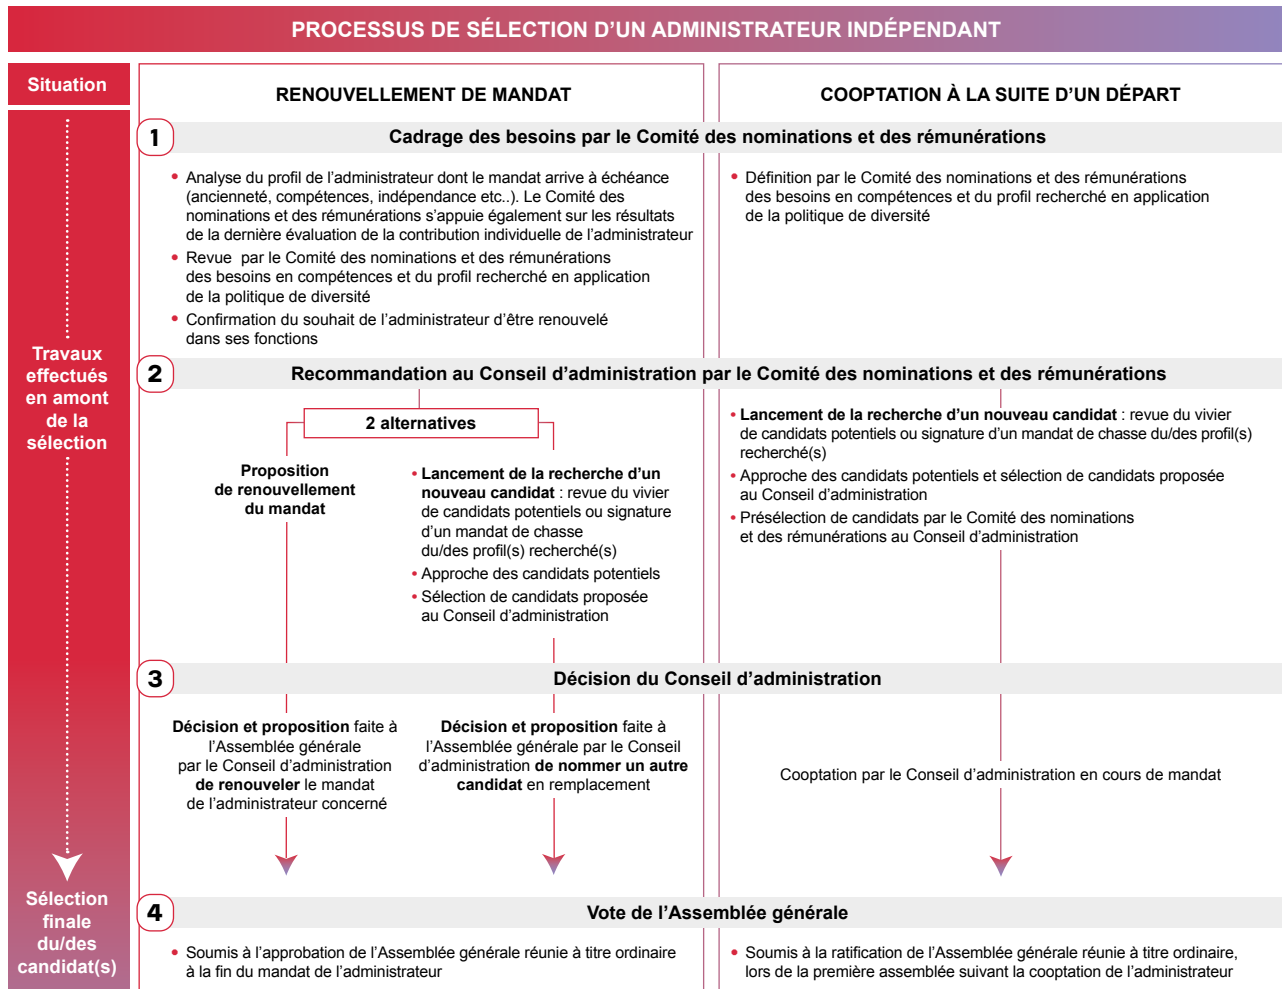 PROCESSUS DE SÉLECTION D'UN ADMINISTRATEUR INDÉPENDANT
Situation
RENOUVELLEMENT DE MANDAT
COOPTATION À LA SUITE D'UN DÉPART
1
Cadrage des besoins par le Comité des nominations et des rémunérations
• Analyse du profil de l'administrateur dont le mandat arrive à échéance
(ancienneté, compétences, indépendance etc..). Le Comité des
nominations et des rémunérations s'appuie également sur les résultats
de la dernière évaluation de la contribution individuelle de l'administrateur
• Revue par le Comité des nominations et des rémunérations
des besoins en compétences et du profil recherché en application
de la politique de diversité
• Confirmation du souhait de l'administrateur d'être renouvelé
dans ses fonctions
• Définition par le Comité des nominations et des rémunérations
des besoins en compétences et du profil recherché en application
de la politique de diversité
Travaux
effectués
en amont
de la
sélection
2
Recommandation au Conseil d'administration par le Comité des nominations et des rémunérations
2 alternatives
Proposition
de renouvellement
du mandat
• Lancement de la recherche d'un
nouveau candidat : revue du vivier
de candidats potentiels ou signature
d'un mandat de chasse
du/des profil(s) recherché(s)
• Approche des candidats potentiels
• Sélection de candidats proposée
au Conseil d'administration
• Lancement de la recherche d'un nouveau candidat : revue du vivier
de candidats potentiels ou signature d'un mandat de chasse du/des profil(s)
recherché(s)
• Approche des candidats potentiels et sélection de candidats proposée
au Conseil d'administration
• Présélection de candidats par le Comité des nominations
et des rémunérations au Conseil d'administration
3
Décision du Conseil d'administration
Décision et proposition faite à
l'Assemblée générale
par le Conseil d'administration
de renouveler le mandat
de l'administrateur concerné
Décision et proposition faite à
l'Assemblée générale par le Conseil
d'administration de nommer un autre
candidat en remplacement
Cooptation par le Conseil d'administration en cours de mandat
Sélection
finale
du/des
candidat(s)
4
Vote de l'Assemblée générale
• Soumis à l'approbation de l'Assemblée générale réunie à titre ordinaire
à la fin du mandat de l'administrateur
• Soumis à la ratification de l'Assemblée générale réunie à titre ordinaire,
lors de la première assemblée suivant la cooptation de l'administrateur